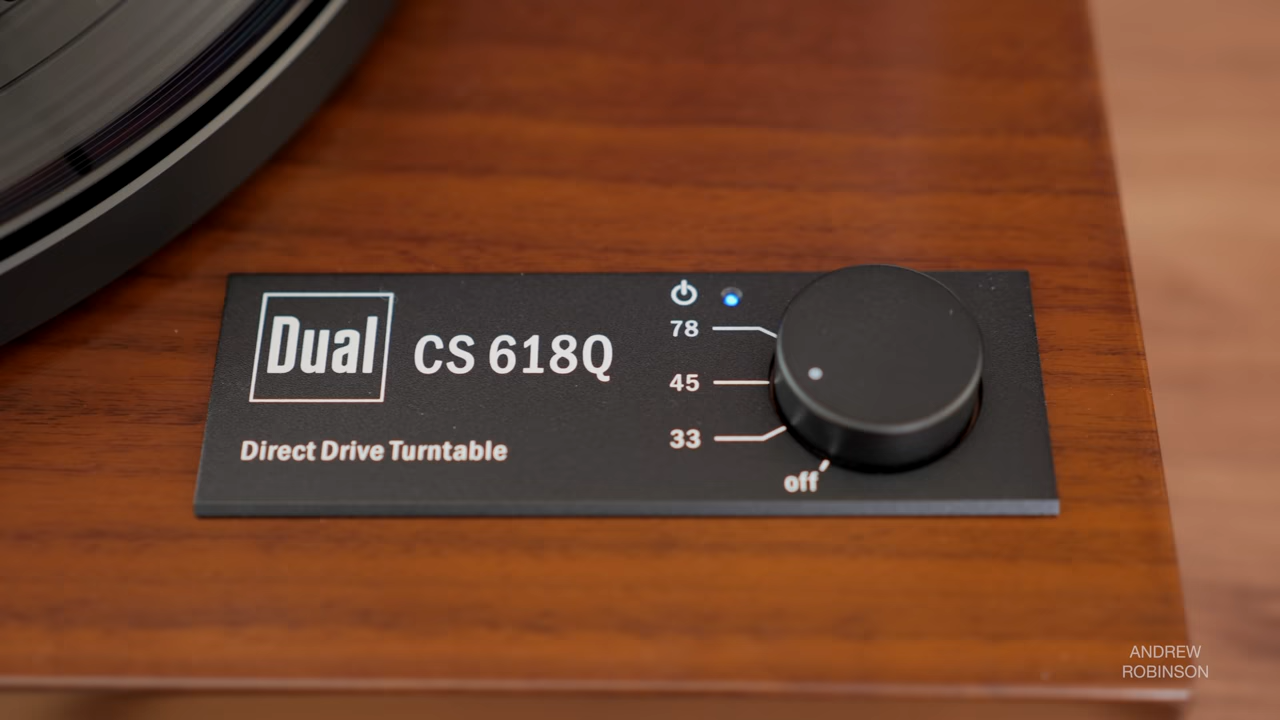 Dual
CS 618Q
Direct Drive Turntable
78
45
33
off
ANDREW
ROBINSON